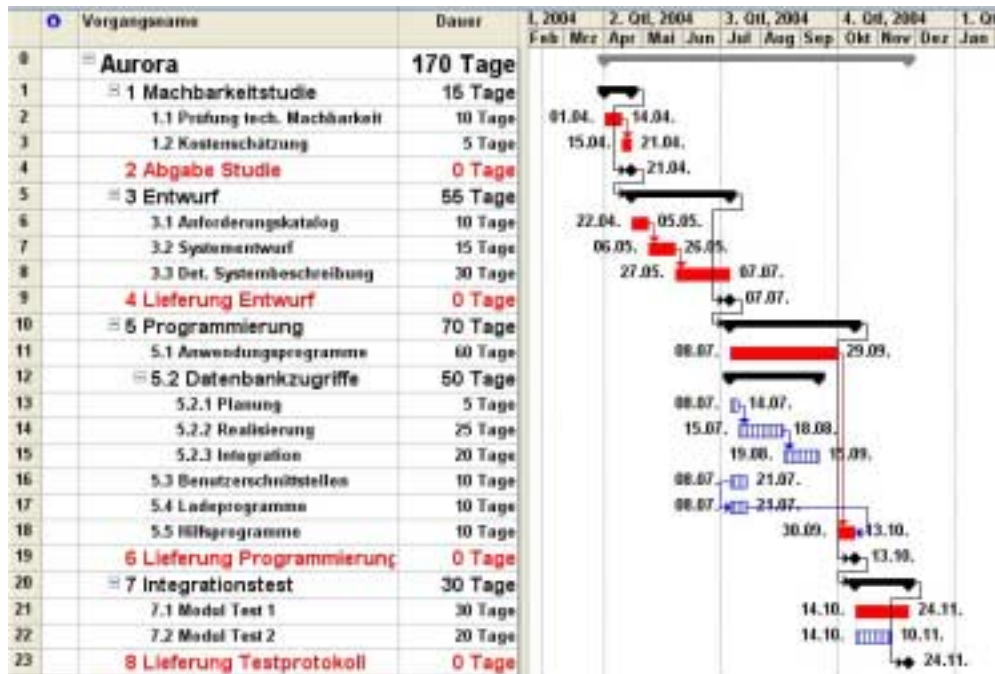 Vorgangsname Dauer I, 2004 2. Qtl, 2004 3. Qtl, 2004 4. Qtl, 2004 1. Qtl
Feb Mrz Apr Mai Jun Jul Aug Sep Okt Nov Dez Jan
0 Aurora 170 Tage
1 1 Machbarkeitstudie 15 Tage
2 1.1 Prüfung tech. Machbarkeit 10 Tage 01.04. 14.04.
3 1.2 Kostenschätzung 5 Tage 15.04. 21.04.
4 2 Abgabe Studie 0 Tage 21.04.
5 3 Entwurf 55 Tage
6 3.1 Anforderungskatalog 10 Tage 22.04. 05.05.
7 3.2 Systementwurf 15 Tage 06.05. 26.05.
8 3.3 Det. Systembeschreibung 30 Tage 27.05. 07.07.
9 4 Lieferung Entwurf 0 Tage 07.07.
10 5 Programmierung 70 Tage
11 5.1 Anwendungsprogramme 60 Tage 08.07. 29.09.
12 5.2 Datenbankzugriffe 50 Tage
13 5.2.1 Planung 5 Tage 08.07. 14.07.
14 5.2.2 Realisierung 25 Tage 15.07. 18.08.
15 5.2.3 Integration 20 Tage 19.08. 15.09.
16 5.3 Benutzerschnittstellen 10 Tage 08.07. 21.07.
17 5.4 Ladeprogramme 10 Tage 08.07. 21.07.
18 5.5 Hilfsprogramme 10 Tage 30.09. 13.10.
19 6 Lieferung Programmierung 0 Tage 13.10.
20 7 Integrationstest 30 Tage
21 7.1 Modul Test 1 30 Tage 14.10. 24.11.
22 7.2 Modul Test 2 20 Tage 14.10. 10.11.
23 8 Lieferung Testprotokoll 0 Tage 24.11.